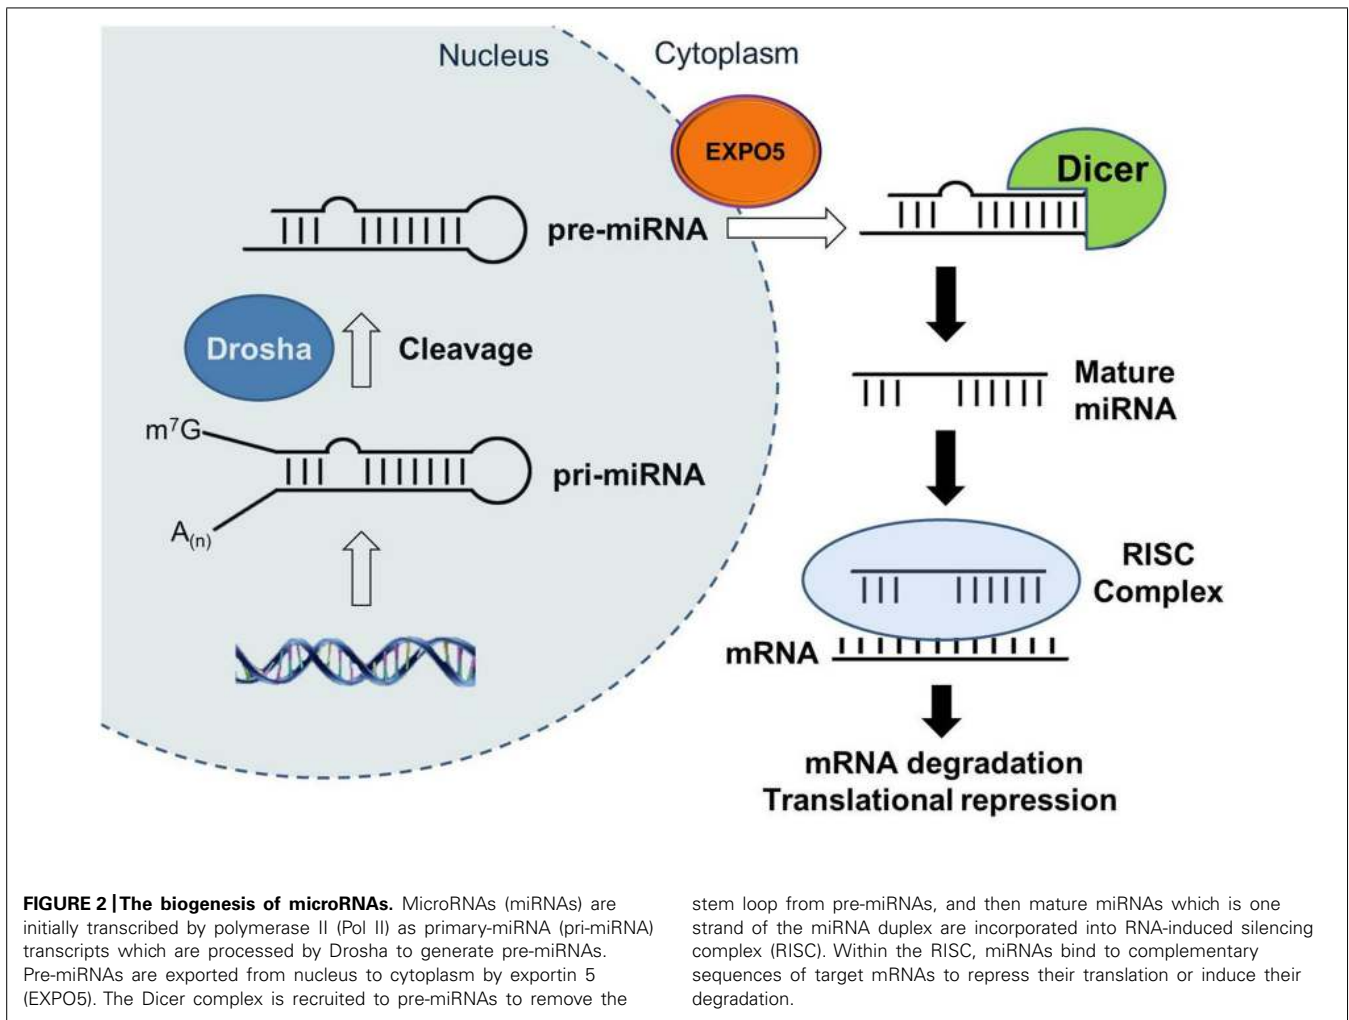 Nucleus
Cytoplasm
EXPO5
Dicer
pre-miRNA
Drosha
Cleavage
Mature
miRNA
m⁷G
pri-miRNA
A(n)
RISC
Complex
mRNA
mRNA degradation
Translational repression
FIGURE 2 | The biogenesis of microRNAs. MicroRNAs (miRNAs) are
initially transcribed by polymerase II (Pol II) as primary-miRNA (pri-miRNA)
transcripts which are processed by Drosha to generate pre-miRNAs.
Pre-miRNAs are exported from nucleus to cytoplasm by exportin 5
(EXPO5). The Dicer complex is recruited to pre-miRNAs to remove the
stem loop from pre-miRNAs, and then mature miRNAs which is one
strand of the miRNA duplex are incorporated into RNA-induced silencing
complex (RISC). Within the RISC, miRNAs bind to complementary
sequences of target mRNAs to repress their translation or induce their
degradation.